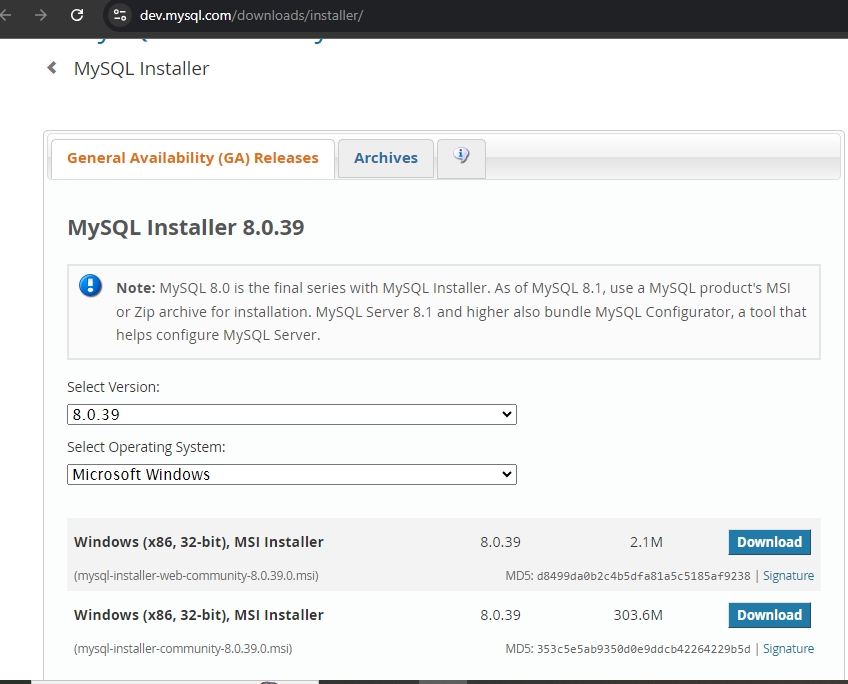 dev.mysql.com/downloads/installer/
MySQL Installer
General Availability (GA) Releases
Archives
MySQL Installer 8.0.39
Note: MySQL 8.0 is the final series with MySQL Installer. As of MySQL 8.1, use a MySQL product's MSI
or Zip archive for installation. MySQL Server 8.1 and higher also bundle MySQL Configurator, a tool that
helps configure MySQL Server.
Select Version:
8.0.39
Select Operating System:
Microsoft Windows
Windows (x86, 32-bit), MSI Installer 8.0.39 2.1M Download
(mysql-installer-web-community-8.0.39.0.msi) MD5: d8499da0b2c4b5dfa81a5c5185af9238 | Signature
Windows (x86, 32-bit), MSI Installer 8.0.39 303.6M Download
(mysql-installer-community-8.0.39.0.msi) MD5: 353c5e5ab9350d0e9ddcb42264229b5d | Signature